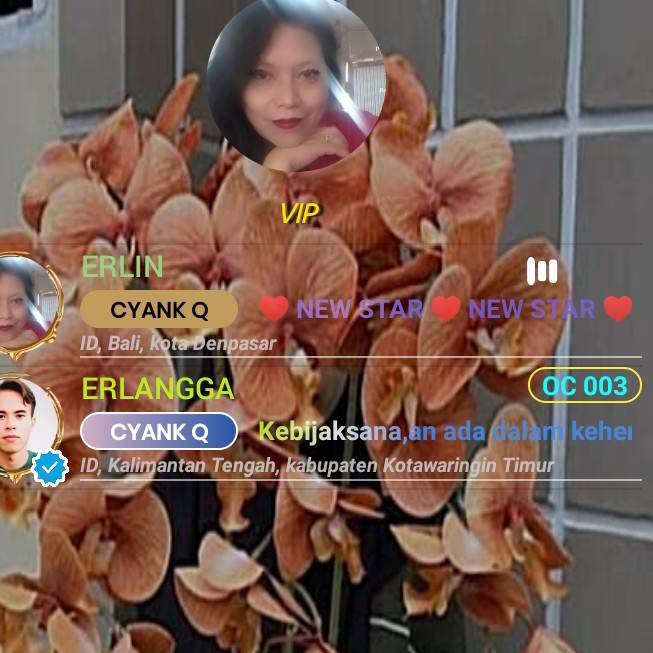 VIP
ERLIN
CYANK Q ❤️ NEW STAR ❤️ NEW STAR ❤️
ID, Bali, kota Denpasar
ERLANGGA OC 003
CYANK Q Kebijaksana,an ada dalam
ID, Kalimantan Tengah, kabupaten Kotawaringin Timur